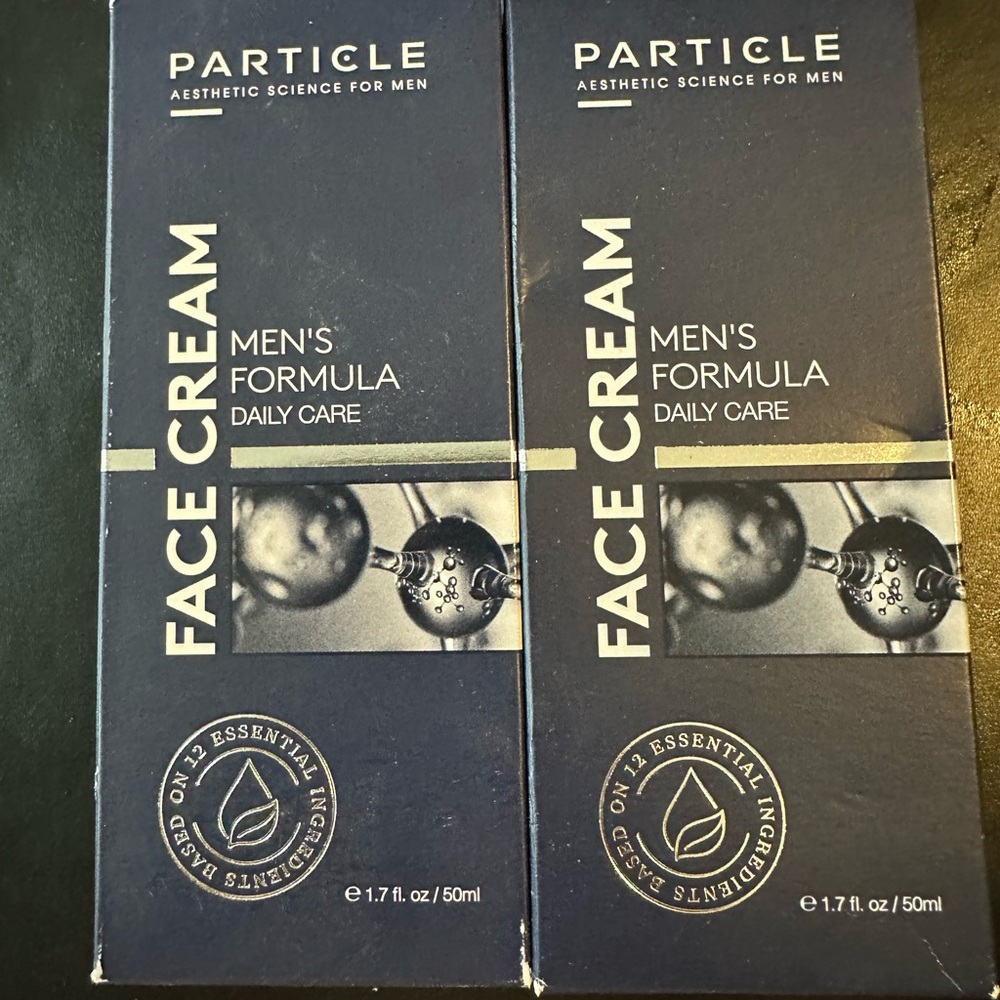 PARTICLE
AESTHETIC SCIENCE FOR MEN
FACE CREAM
MEN'S
FORMULA
DAILY CARE
BASED ON 12 ESSENTIAL INGREDIENTS
℮ 1.7 fl. oz / 50ml
PARTICLE
AESTHETIC SCIENCE FOR MEN
FACE CREAM
MEN'S
FORMULA
DAILY CARE
BASED ON 12 ESSENTIAL INGREDIENTS
℮ 1.7 fl. oz / 50ml